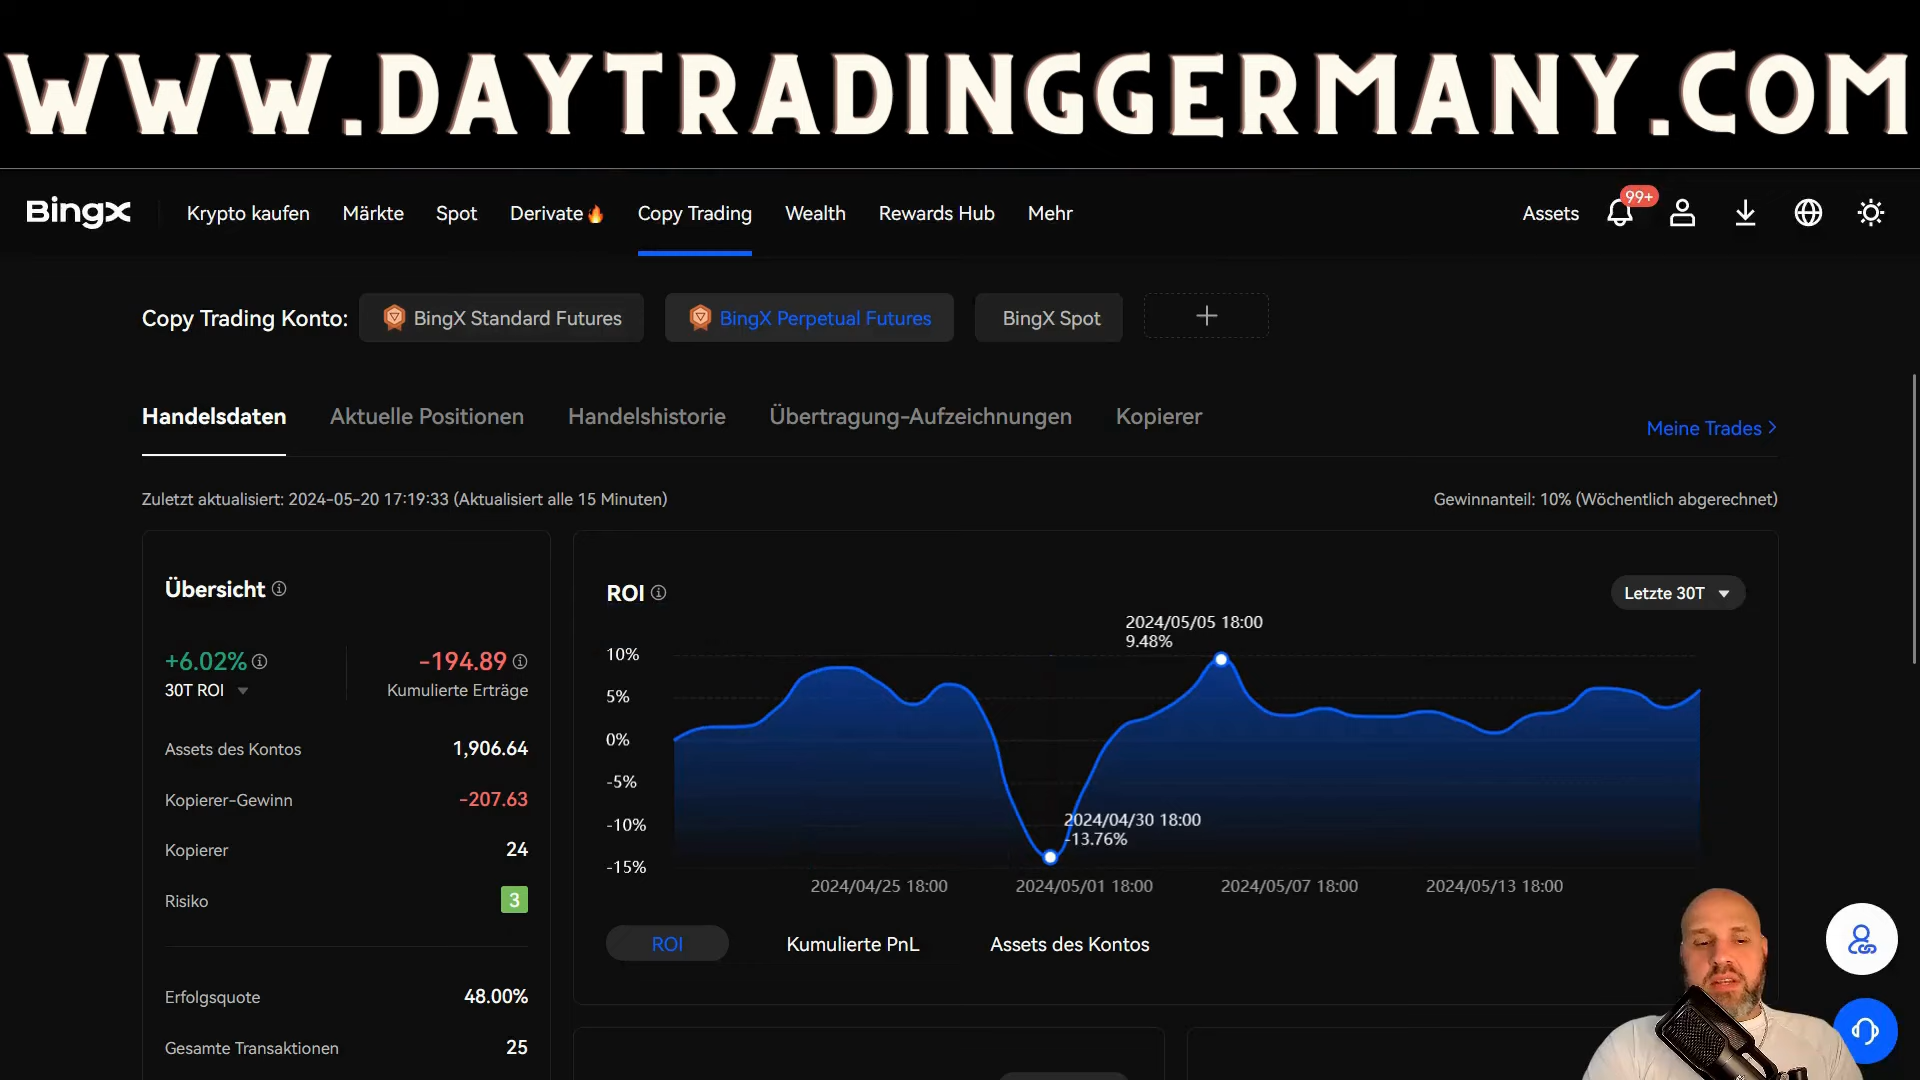 WWW.DAYTRADINGGERMANY.COM
BingX Krypto kaufen Märkte Spot Derivate Copy Trading Wealth Rewards Hub Mehr Assets 99+
Copy Trading Konto: BingX Standard Futures BingX Perpetual Futures BingX Spot +
Handelsdaten Aktuelle Positionen Handelshistorie Übertragung-Aufzeichnungen Kopierer
Meine Trades >
Zuletzt aktualisiert: 2024-05-20 17:19:33 (Aktualisiert alle 15 Minuten) Gewinnanteil: 10% (Wöchentlich abgerechnet)
Übersicht
+6.02% -194.89
30T ROI Kumulierte Erträge
Assets des Kontos 1,906.64
Kopierer-Gewinn -207.63
Kopierer 24
Risiko 3
Erfolgsquote 48.00%
Gesamte Transaktionen 25
ROI Letzte 30T
2024/05/05 18:00
9.48%
10%
5%
0%
-5%
-10%
-15%
2024/04/30 18:00
-13.76%
2024/04/25 18:00 2024/05/01 18:00 2024/05/07 18:00 2024/05/13 18:00
ROI Kumulierte PnL Assets des Kontos